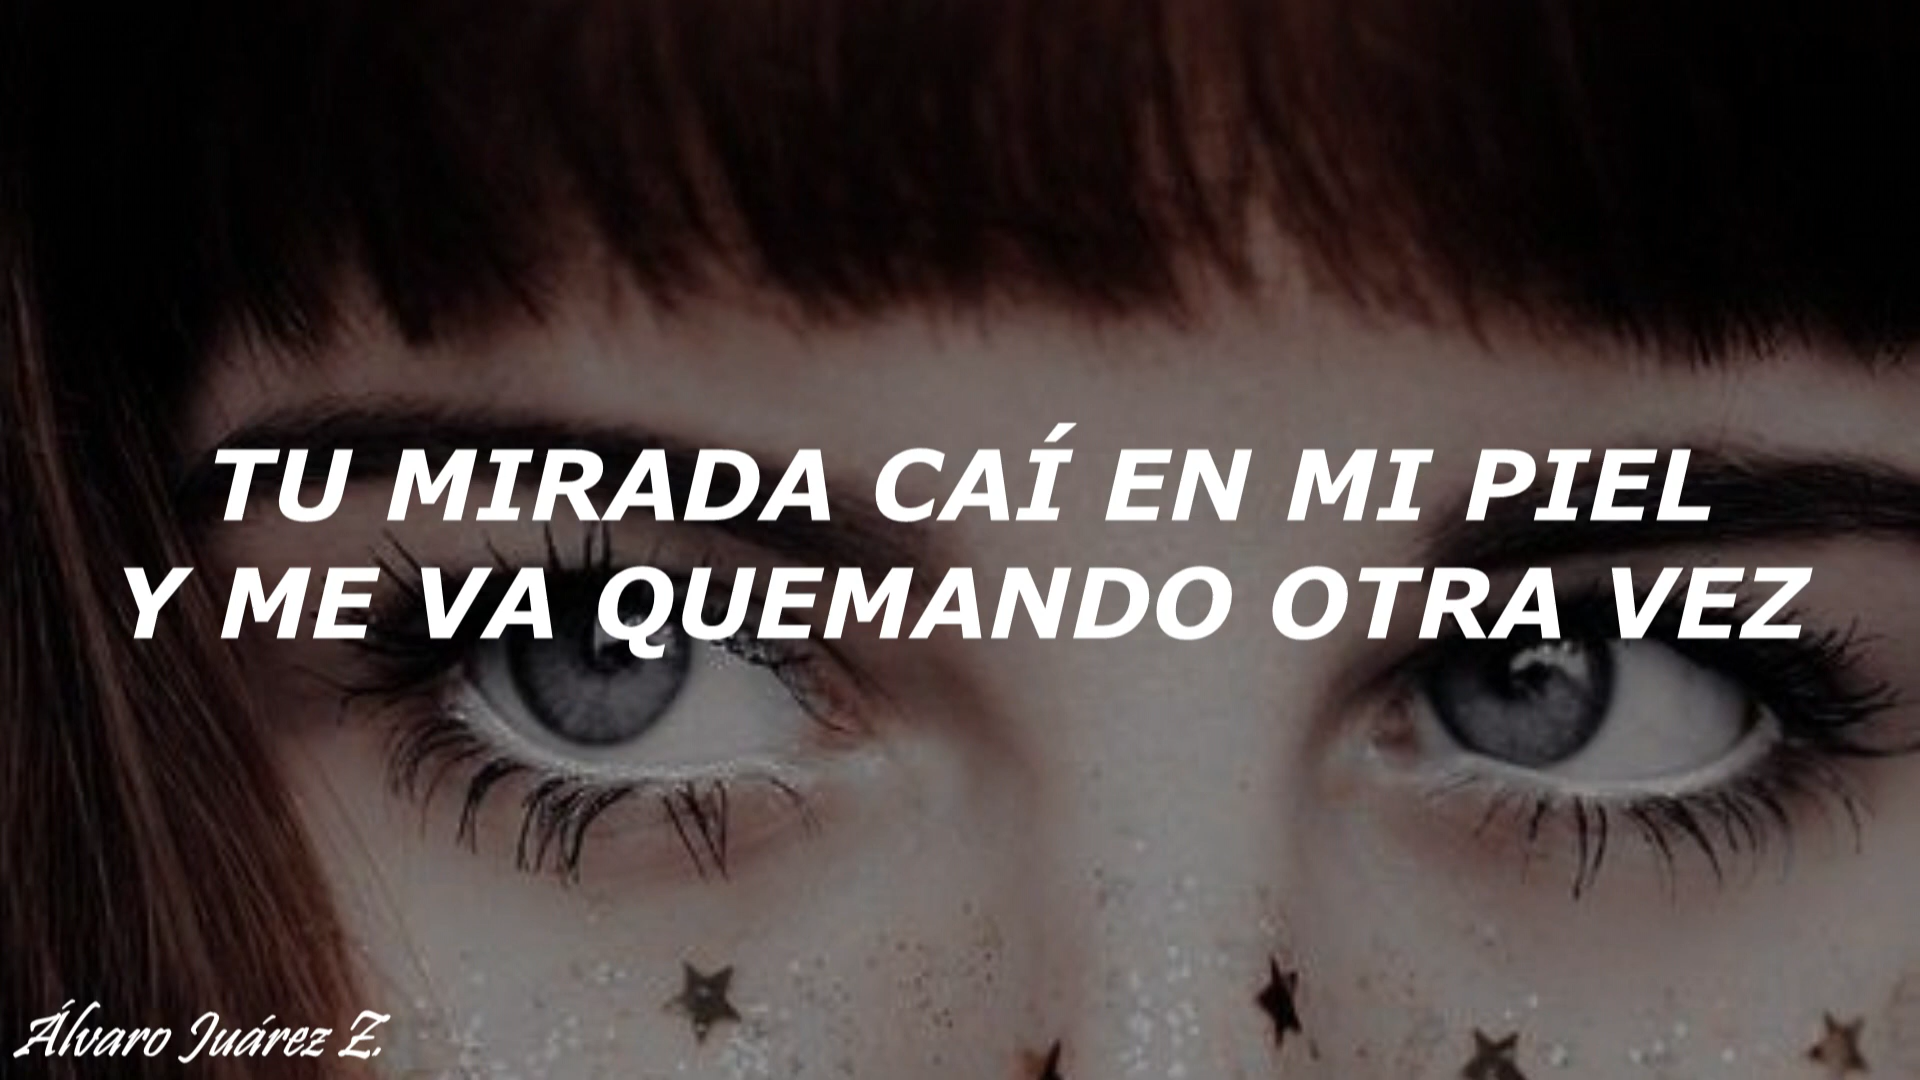 TU MIRADA CAÍ EN MI PIEL
Y ME VA QUEMANDO OTRA VEZ
Álvaro Juárez Z.